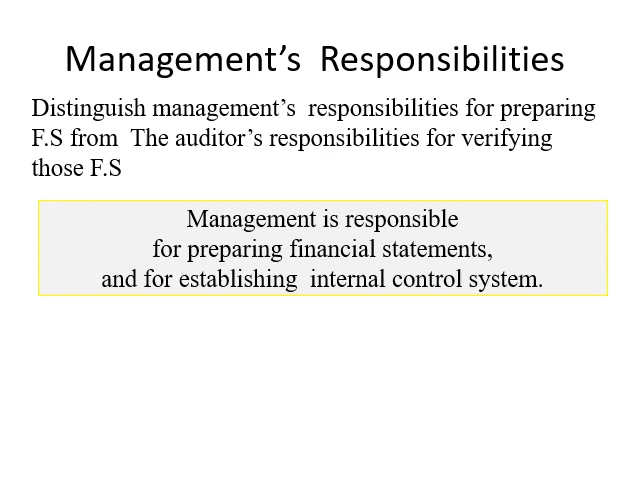 Management’s  Responsibilities
Distinguish management’s  responsibilities for preparing
F.S from  The auditor’s responsibilities for verifying
those F.S
Management is responsible
for preparing financial statements,
and for establishing  internal control system.